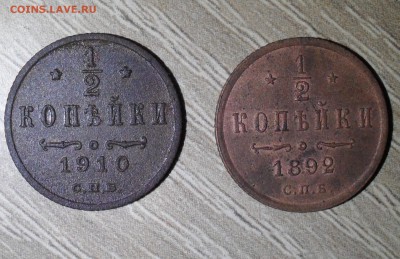 COINS.LAVE.RU
1
2
КОПѢЙКИ
1910
С.П.Б.
1
2
КОПѢЙКИ
1892
С.П.Б.